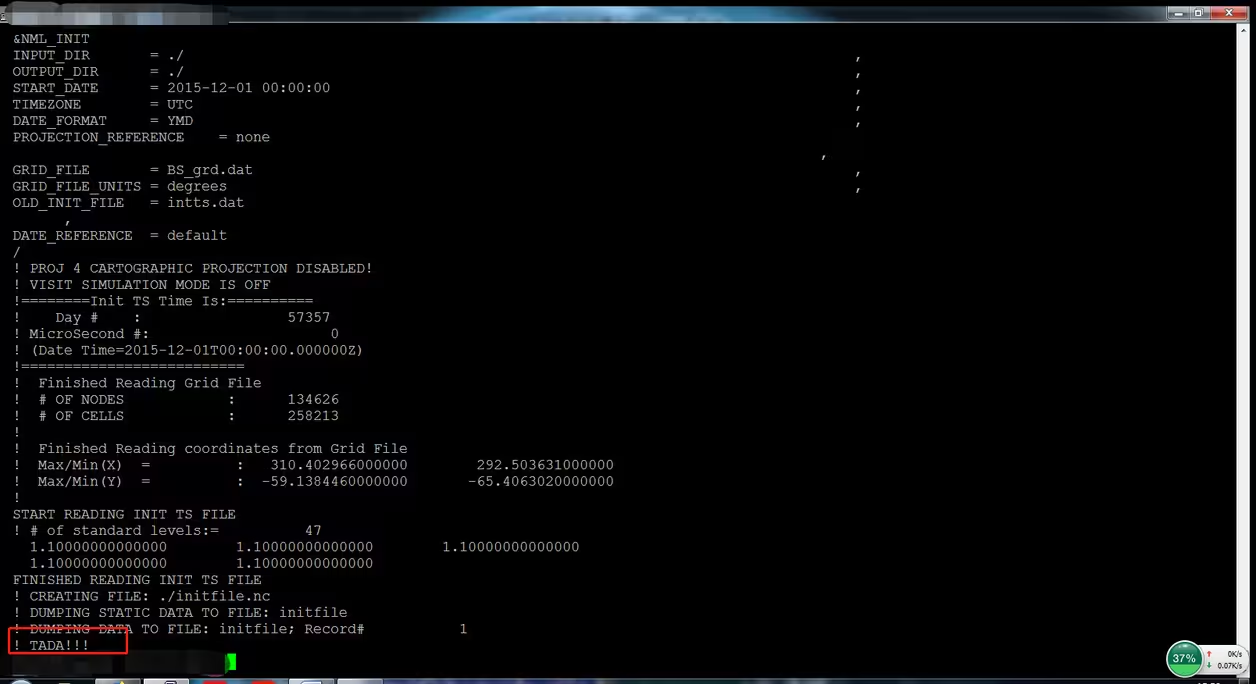 &NML_INIT
INPUT_DIR = ./ ,
OUTPUT_DIR = ./ ,
START_DATE = 2015-12-01 00:00:00 ,
TIMEZONE = UTC ,
DATE_FORMAT = YMD ,
PROJECTION_REFERENCE = none
,
GRID_FILE = BS_grd.dat ,
GRID_FILE_UNITS = degrees ,
OLD_INIT_FILE = intts.dat
,
DATE_REFERENCE = default
/
! PROJ 4 CARTOGRAPHIC PROJECTION DISABLED!
! VISIT SIMULATION MODE IS OFF
!========Init TS Time Is:==========
! Day # : 57357
! MicroSecond #: 0
! (Date Time=2015-12-01T00:00:00.000000Z)
!==========================
! Finished Reading Grid File
! # OF NODES : 134626
! # OF CELLS : 258213
!
! Finished Reading coordinates from Grid File
! Max/Min(X) = : 310.402966000000 292.503631000000
! Max/Min(Y) = : -59.1384460000000 -65.4063020000000
!
START READING INIT TS FILE
! # of standard levels:= 47
1.10000000000000 1.10000000000000 1.10000000000000
1.10000000000000 1.10000000000000
FINISHED READING INIT TS FILE
! CREATING FILE: ./initfile.nc
! DUMPING STATIC DATA TO FILE: initfile
! DUMPING DATA TO FILE: initfile; Record# 1
! TADA!!!
37%
0K/s
0.07K/s